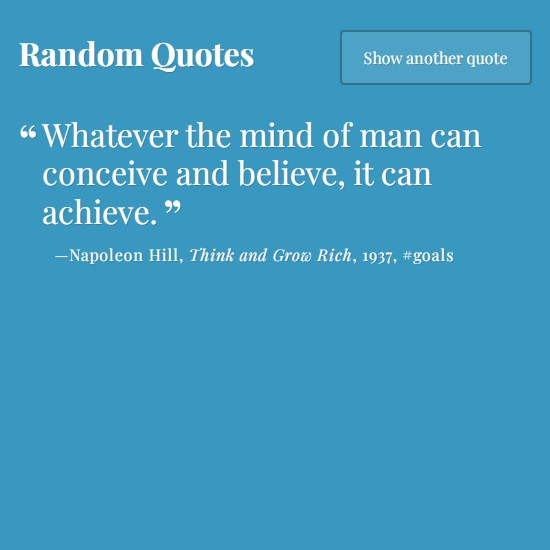 Random Quotes
Show another quote
“Whatever the mind of man can
conceive and believe, it can
achieve.”
—Napoleon Hill, Think and Grow Rich, 1937, #goals